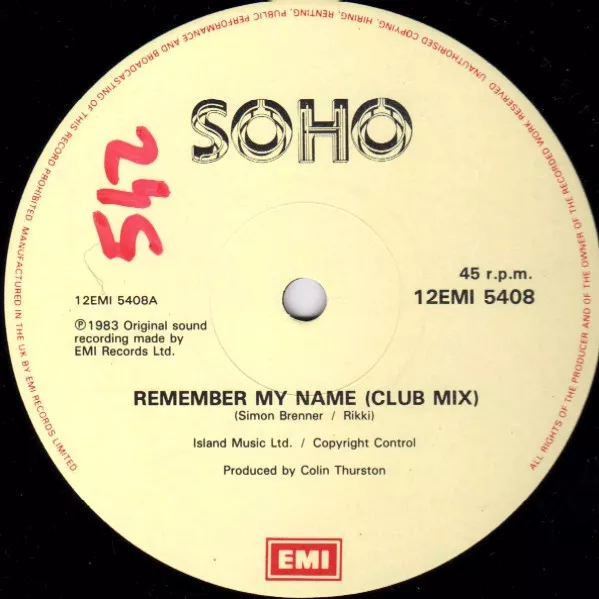 SOHO
245
45 r.p.m.
12EMI 5408A
12EMI 5408
℗1983 Original sound
recording made by
EMI Records Ltd.
REMEMBER MY NAME (CLUB MIX)
(Simon Brenner / Rikki)
Island Music Ltd. / Copyright Control
Produced by Colin Thurston
EMI
ALL RIGHTS OF THE PRODUCER AND OF THE OWNER OF THE RECORDED WORK RESERVED. UNAUTHORISED COPYING, HIRING, RENTING, PUBLIC PERFORMANCE AND BROADCASTING OF THIS RECORD PROHIBITED. MANUFACTURED IN THE UK BY EMI RECORDS LIMITED